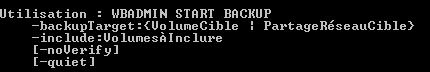 Utilisation : WBADMIN START BACKUP
-backupTarget:{VolumeCible | PartageRéseauCible}
-include:VolumesÀInclure
[-noVerify]
[-quiet]